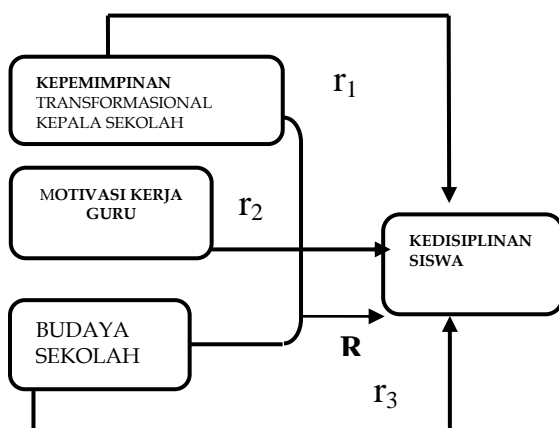 KEPEMIMPINAN
TRANSFORMASIONAL
KEPALA SEKOLAH
r1
MOTIVASI KERJA
GURU
r2
KEDISIPLINAN
SISWA
BUDAYA
SEKOLAH
R
r3